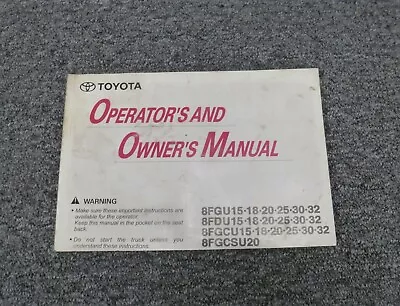 TOYOTA
OPERATOR'S AND
OWNER'S MANUAL
⚠ WARNING
• Make sure these important instructions are
available for the operator.
Keep this manual in the pocket on the seat
back.
• Do not start the truck unless you
understand these instructions.
8FGU15·18·20·25·30·32
8FDU15·18·20·25·30·32
8FGCU15·18·20·25·30·32
8FGCSU20